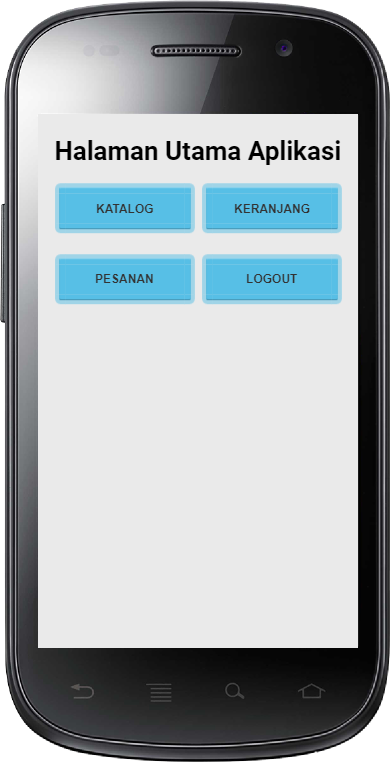 Halaman Utama Aplikasi
KATALOG KERANJANG
PESANAN LOGOUT